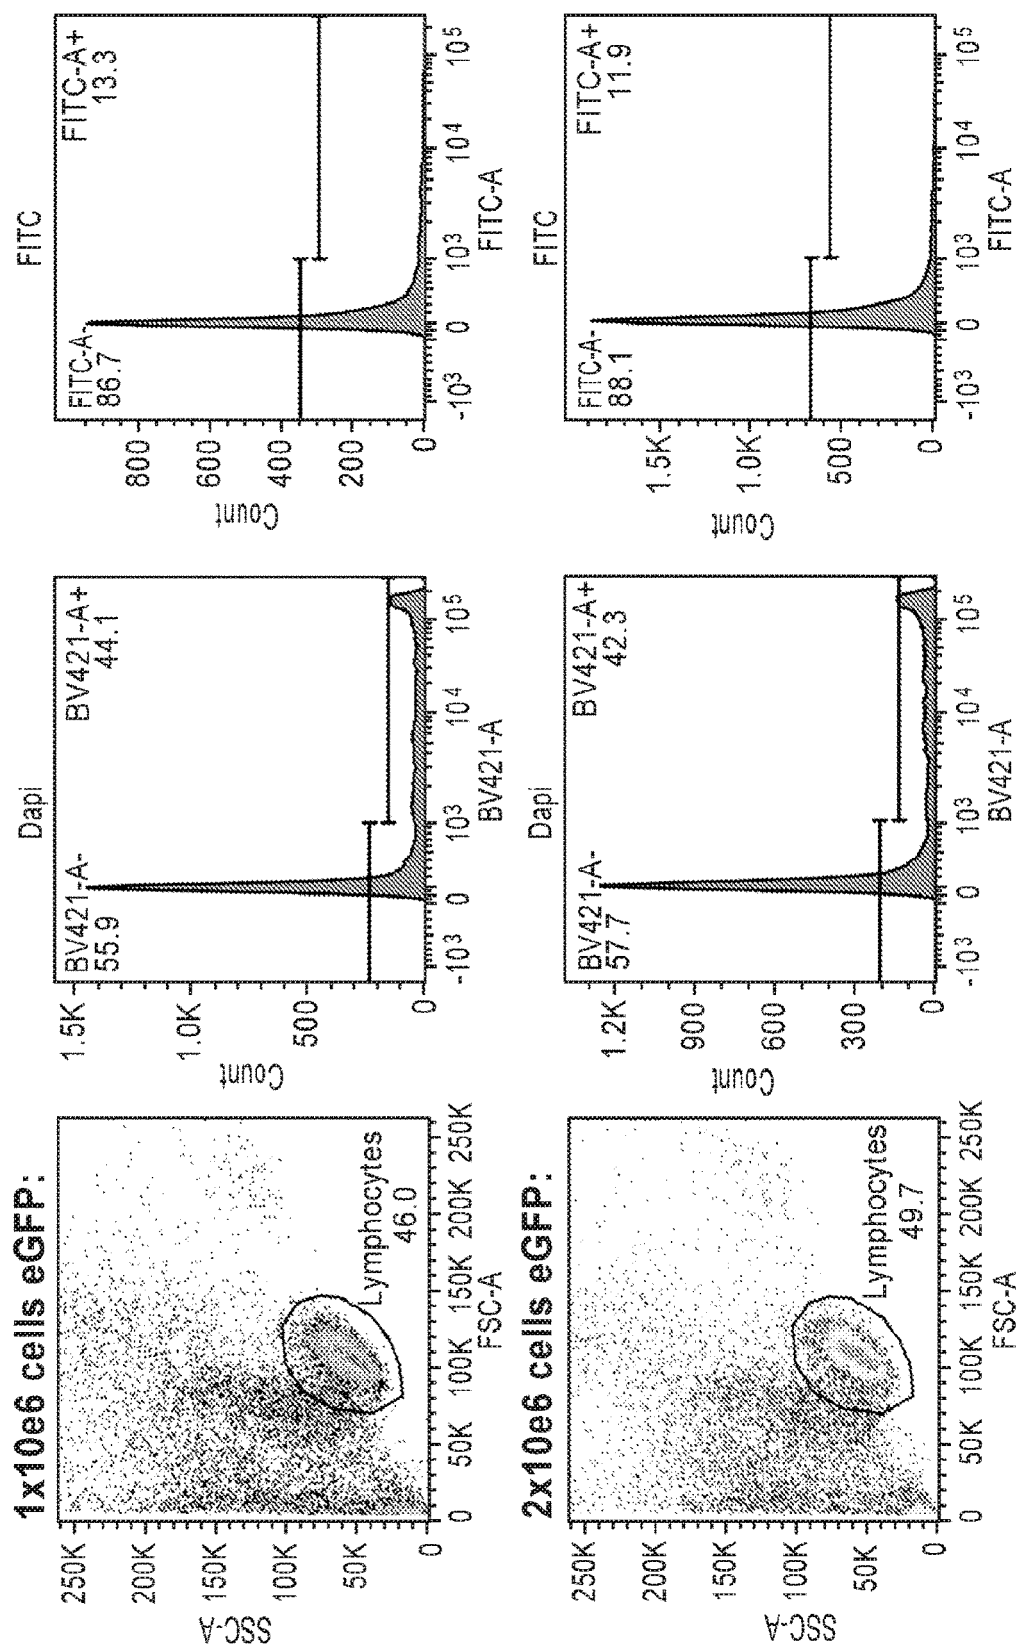 1x10e6 cells eGFP:
250K
200K
150K
100K
50K
0
SSC-A
Lymphocytes
46.0
0 50K 100K 150K 200K 250K
FSC-A
Dapi
BV421-A-
55.9
BV421-A+
44.1
1.5K
1.0K
500
0
Count
-10³ 0 10³ 10⁴ 10⁵
BV421-A
FITC
FITC-A-
86.7
FITC-A+
13.3
800
600
400
200
0
Count
-10³ 0 10³ 10⁴ 10⁵
FITC-A
2x10e6 cells eGFP:
250K
200K
150K
100K
50K
0
SSC-A
Lymphocytes
49.7
0 50K 100K 150K 200K 250K
FSC-A
Dapi
BV421-A-
57.7
BV421-A+
42.3
1.2K
900
600
300
0
Count
-10³ 0 10³ 10⁴ 10⁵
BV421-A
FITC
FITC-A-
88.1
FITC-A+
11.9
1.5K
1.0K
500
0
Count
-10³ 0 10³ 10⁴ 10⁵
FITC-A